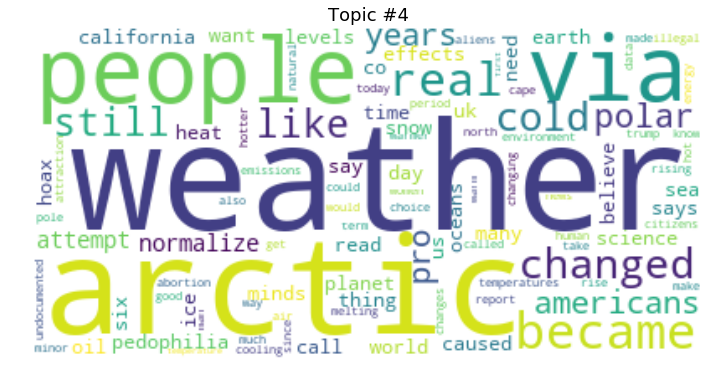 Topic #4
california want levels years aliens earth made illegal
people natural effects via
co real need data energy
today cape
still heat hotter like time period uk cold polar
snow north environment trump know
hoax attraction emissions say day changing believe rising hot
weather
also could oceans sea
pole would choice says
attempt normalize term pro us many human science citizens
get read called take
arctic changed
undocumented abortion planet temperatures rise make
six good ice minds thing changes report americans
way melting
minor oil air since became
pedophilia much call world caused
cooling